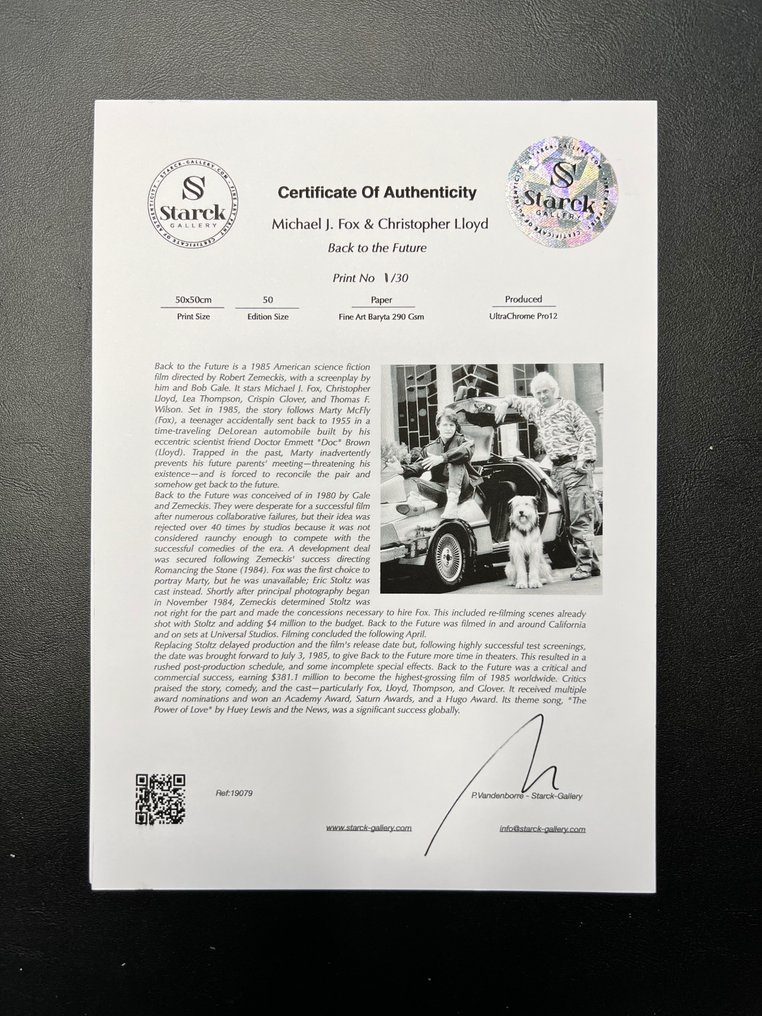 STARCK-GALLERY.COM · FINE ART PRINT · CERTIFICATE OF AUTHENTICITY ·
S
Starck
GALLERY
Certificate Of Authenticity
STARCK-GALLERY.COM · FINE ART PRINT · CERTIFICATE OF AUTHENTICITY ·
S
Starck
GALLERY
Michael J. Fox & Christopher Lloyd
Back to the Future
Print No 1/30
50x50cm 50 Paper Produced
Print Size Edition Size Fine Art Baryta 290 Gsm UltraChrome Pro12
Back to the Future is a 1985 American science fiction
film directed by Robert Zemeckis, with a screenplay by
him and Bob Gale. It stars Michael J. Fox, Christopher
Lloyd, Lea Thompson, Crispin Glover, and Thomas F.
Wilson. Set in 1985, the story follows Marty McFly
(Fox), a teenager accidentally sent back to 1955 in a
time-traveling DeLorean automobile built by his
eccentric scientist friend Doctor Emmett "Doc" Brown
(Lloyd). Trapped in the past, Marty inadvertently
prevents his future parents' meeting—threatening his
existence—and is forced to reconcile the pair and
somehow get back to the future.
Back to the Future was conceived of in 1980 by Gale
and Zemeckis. They were desperate for a successful film
after numerous collaborative failures, but their idea was
rejected over 40 times by studios because it was not
considered raunchy enough to compete with the
successful comedies of the era. A development deal
was secured following Zemeckis' success directing
Romancing the Stone (1984). Fox was the first choice to
portray Marty, but he was unavailable; Eric Stoltz was
cast instead. Shortly after principal photography began
in November 1984, Zemeckis determined Stoltz was
not right for the part and made the concessions necessary to hire Fox. This included re-filming scenes already
shot with Stoltz and adding $4 million to the budget. Back to the Future was filmed in and around California
and on sets at Universal Studios. Filming concluded the following April.
Replacing Stoltz delayed production and the film's release date but, following highly successful test screenings,
the date was brought forward to July 3, 1985, to give Back to the Future more time in theaters. This resulted in a
rushed post-production schedule, and some incomplete special effects. Back to the Future was a critical and
commercial success, earning $381.1 million to become the highest-grossing film of 1985 worldwide. Critics
praised the story, comedy, and the cast—particularly Fox, Lloyd, Thompson, and Glover. It received multiple
award nominations and won an Academy Award, Saturn Awards, and a Hugo Award. Its theme song, "The
Power of Love" by Huey Lewis and the News, was a significant success globally.
Ref:19079
P.Vandenborre - Starck-Gallery
www.starck-gallery.com
info@starck-gallery.com